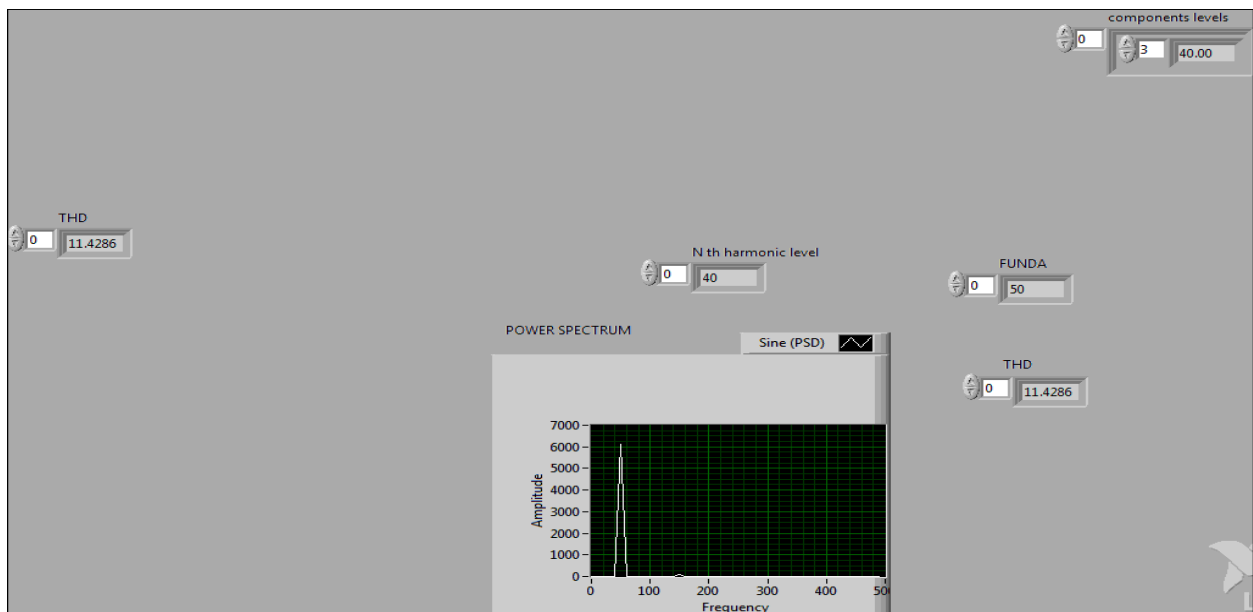 components levels
0
3
40.00
THD
0
11.4286
N th harmonic level
0
40
FUNDA
0
50
POWER SPECTRUM
Sine (PSD)
THD
0
11.4286
7000
6000
5000
4000
3000
2000
1000
0
Amplitude
0 100 200 300 400
Frequency